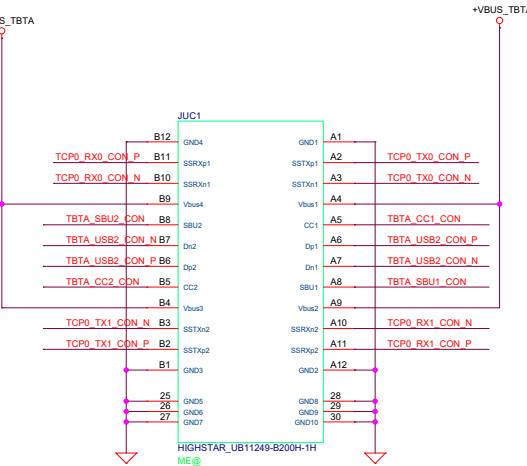 S_TBTA
+VBUS_TBTA
JUC1
B12 GND4 GND1 A1
TCP0_RX0_CON_P B11 SSRXp1 SSTXp1 A2 TCP0_TX0_CON_P
TCP0_RX0_CON_N B10 SSRXn1 SSTXn1 A3 TCP0_TX0_CON_N
B9 Vbus4 Vbus1 A4
TBTA_SBU2_CON B8 SBU2 CC1 A5 TBTA_CC1_CON
TBTA_USB2_CON_N B7 Dn2 Dp1 A6 TBTA_USB2_CON_P
TBTA_USB2_CON_P B6 Dp2 Dn1 A7 TBTA_USB2_CON_N
TBTA_CC2_CON B5 CC2 SBU1 A8 TBTA_SBU1_CON
B4 Vbus3 Vbus2 A9
TCP0_TX1_CON_N B3 SSTXn2 SSRXn2 A10 TCP0_RX1_CON_N
TCP0_TX1_CON_P B2 SSTXp2 SSRXp2 A11 TCP0_RX1_CON_P
B1 GND3 GND2 A12
25 GND5 GND8 28
26 GND6 GND9 29
27 GND7 GND10 30
HIGHSTAR_UB11249-B200H-1H
ME@